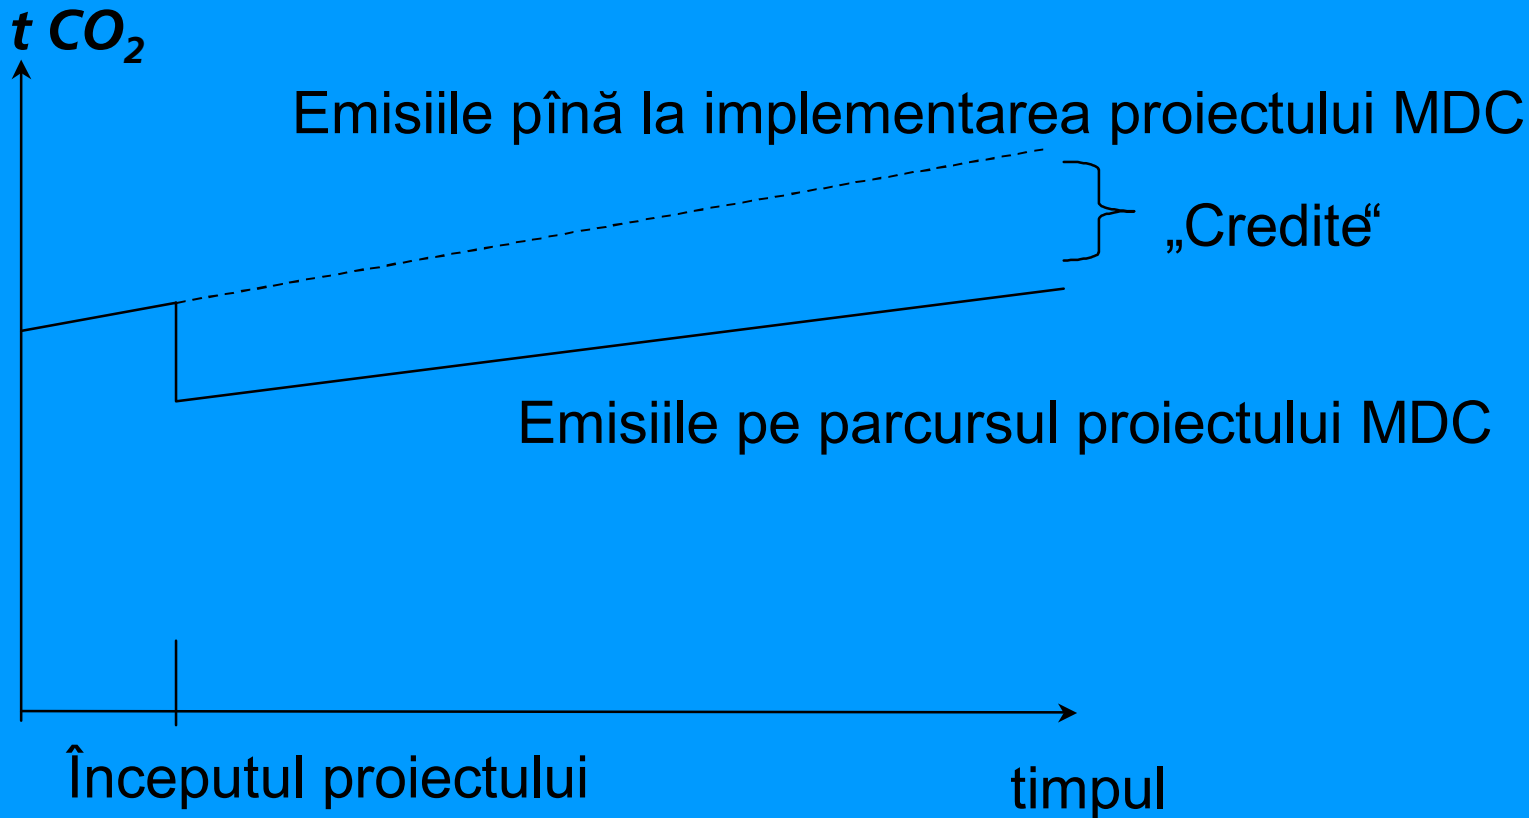 t CO₂
Emisiile pînă la implementarea proiectului MDC
„Credite“
Emisiile pe parcursul proiectului MDC
Începutul proiectului
timpul